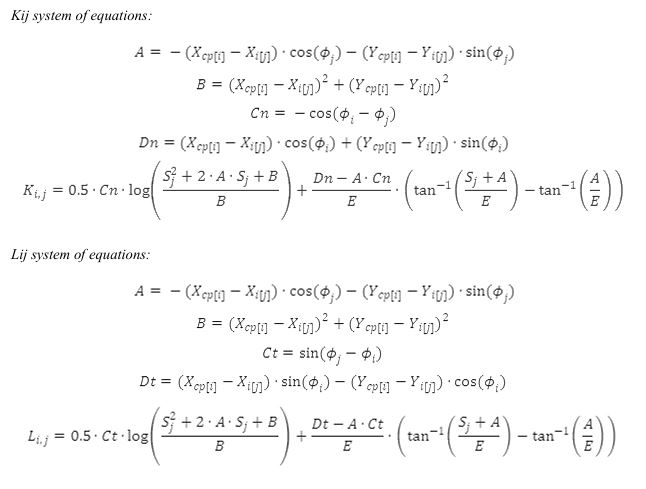 Kij system of equations:
A = − (X_cp[i] − X_i[j]) · cos(ϕ_j) − (Y_cp[i] − Y_i[j]) · sin(ϕ_j)
B = (X_cp[i] − X_i[j])² + (Y_cp[i] − Y_i[j])²
Cn = − cos(ϕ_i − ϕ_j)
Dn = (X_cp[i] − X_i[j]) · cos(ϕ_i) + (Y_cp[i] − Y_i[j]) · sin(ϕ_i)
K_i,j = 0.5 · Cn · log((S_j² + 2 · A · S_j + B) / B) + (Dn − A · Cn) / E · (tan⁻¹((S_j + A) / E) − tan⁻¹(A / E))
Lij system of equations:
A = − (X_cp[i] − X_i[j]) · cos(ϕ_j) − (Y_cp[i] − Y_i[j]) · sin(ϕ_j)
B = (X_cp[i] − X_i[j])² + (Y_cp[i] − Y_i[j])²
Ct = sin(ϕ_j − ϕ_i)
Dt = (X_cp[i] − X_i[j]) · sin(ϕ_i) − (Y_cp[i] − Y_i[j]) · cos(ϕ_i)
L_i,j = 0.5 · Ct · log((S_j² + 2 · A · S_j + B) / B) + (Dt − A · Ct) / E · (tan⁻¹((S_j + A) / E) − tan⁻¹(A / E))